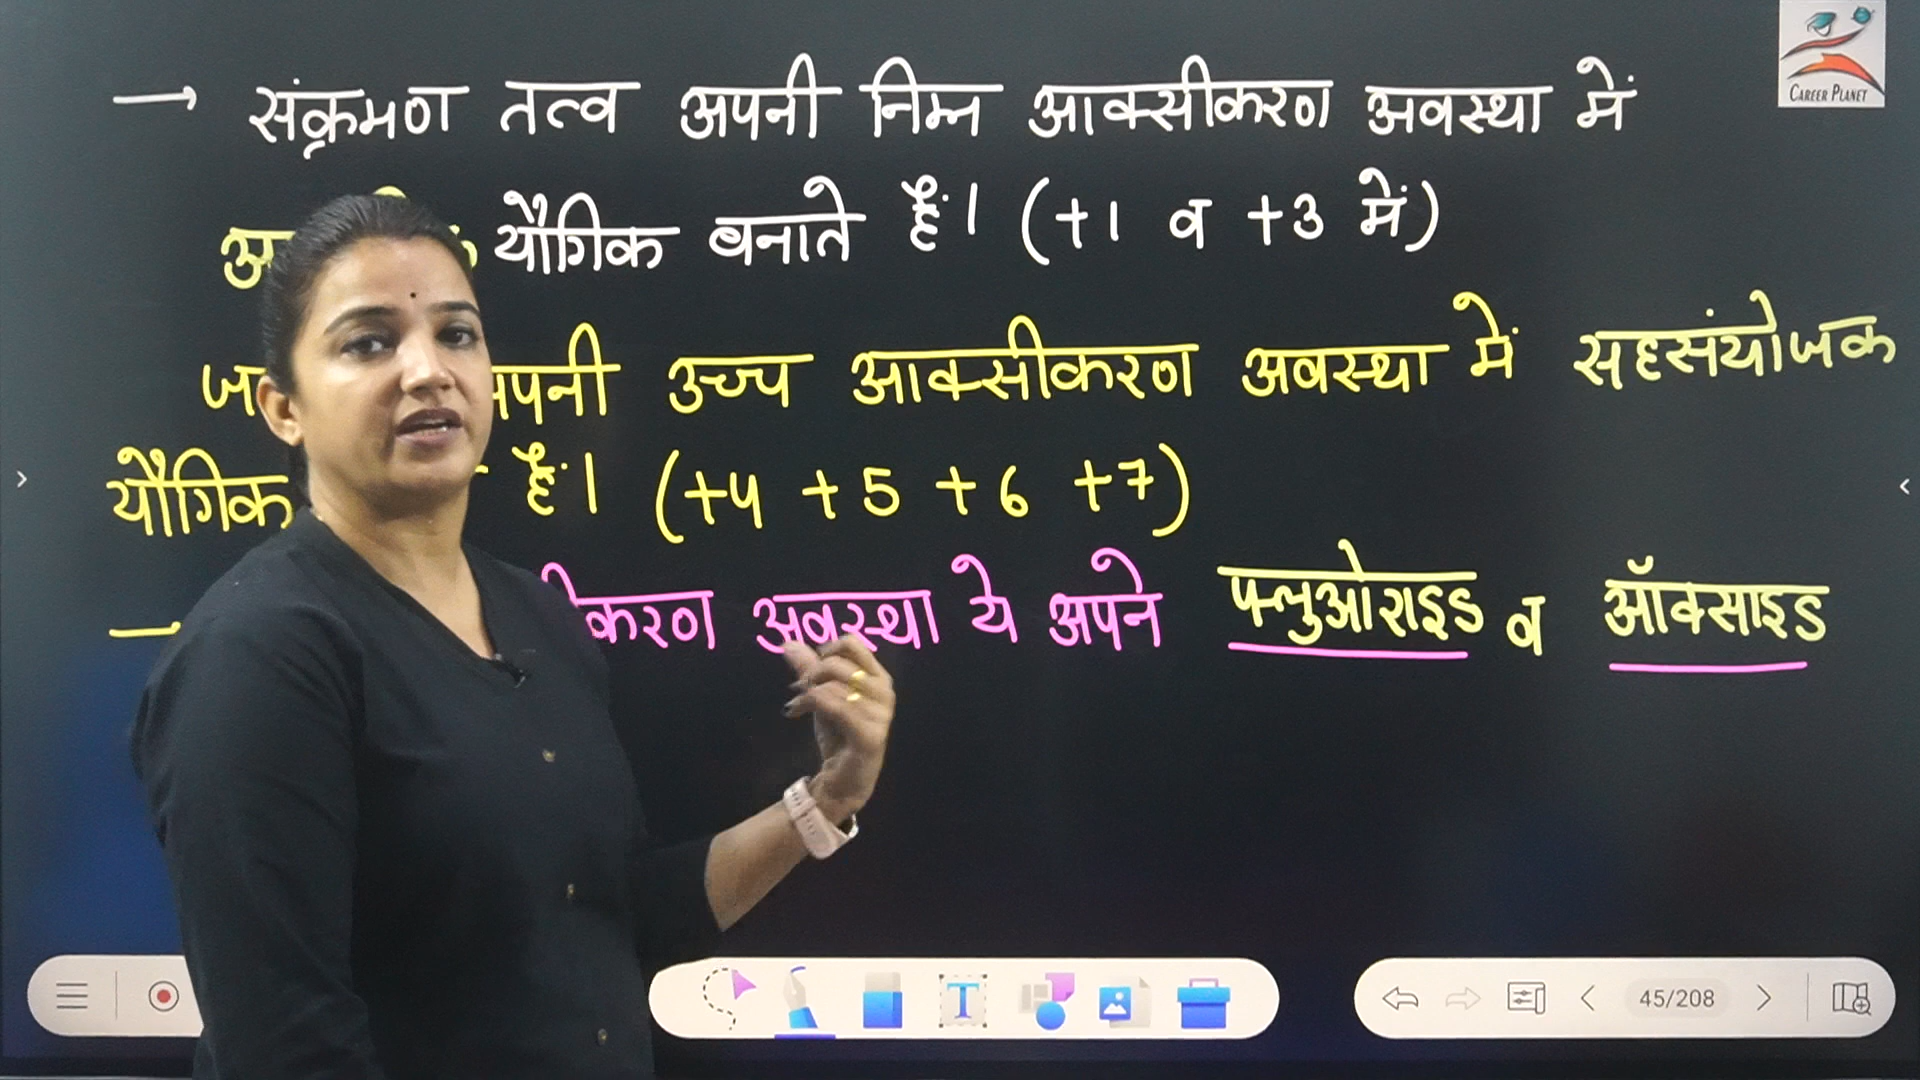 CAREER PLANET
→ संक्रमण तत्व अपनी निम्न आक्सीकरण अवस्था में
यौगिक बनाते हैं। (+1 व +3 में)
अपनी उच्च आक्सीकरण अवस्था में सहसंयोजक
यौगिक हैं। (+4 +5 +6 +7)
अवस्था ये अपने फ्लुओराइड व ऑक्साइड
T
45/208